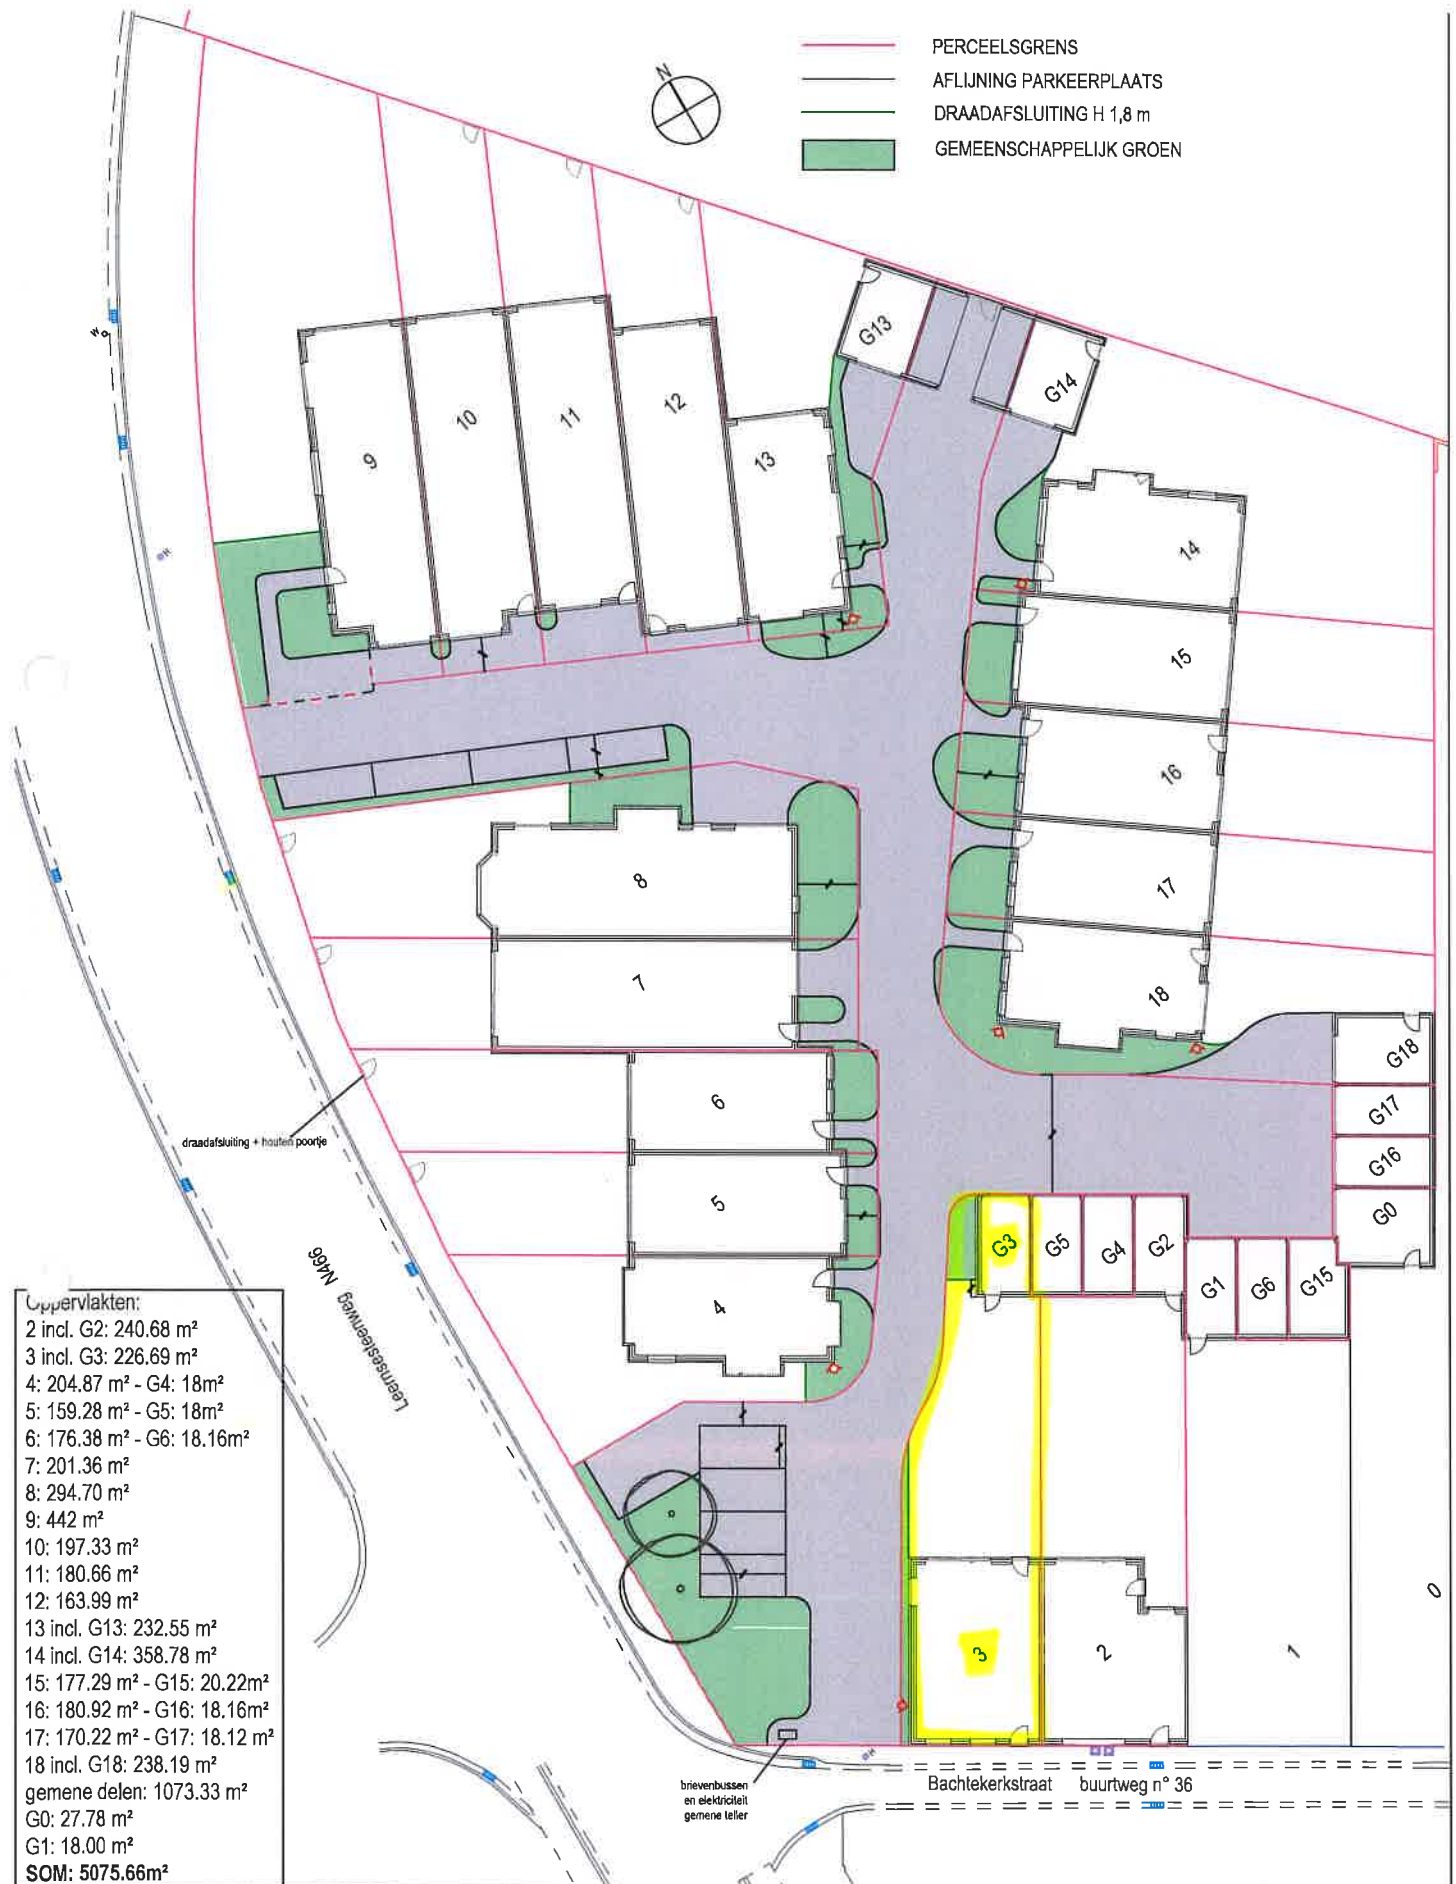 N
PERCEELSGRENS
AFLIJNING PARKEERPLAATS
DRAADAFSLUITING H 1,8 m
GEMEENSCHAPPELIJK GROEN
G13
G14
W
9
10
11
12
13
H
14
15
16
17
18
8
7
6
5
4
draadafsluiting + houten poortje
G18
G17
G16
G0
G3
G5
G4
G2
G1
G6
G15
Leernsesteenweg N466
Oppervlakten:
2 incl. G2: 240.68 m²
3 incl. G3: 226.69 m²
4: 204.87 m² - G4: 18m²
5: 159.28 m² - G5: 18m²
6: 176.38 m² - G6: 18.16m²
7: 201.36 m²
8: 294.70 m²
9: 442 m²
10: 197.33 m²
11: 180.66 m²
12: 163.99 m²
13 incl. G13: 232.55 m²
14 incl. G14: 358.78 m²
15: 177.29 m² - G15: 20.22m²
16: 180.92 m² - G16: 18.16m²
17: 170.22 m² - G17: 18.12 m²
18 incl. G18: 238.19 m²
gemene delen: 1073.33 m²
G0: 27.78 m²
G1: 18.00 m²
SOM: 5075.66m²
3
2
1
0
H
brievenbussen
en elektriciteit
gemene teller
Bachtekerkstraat buurtweg n° 36